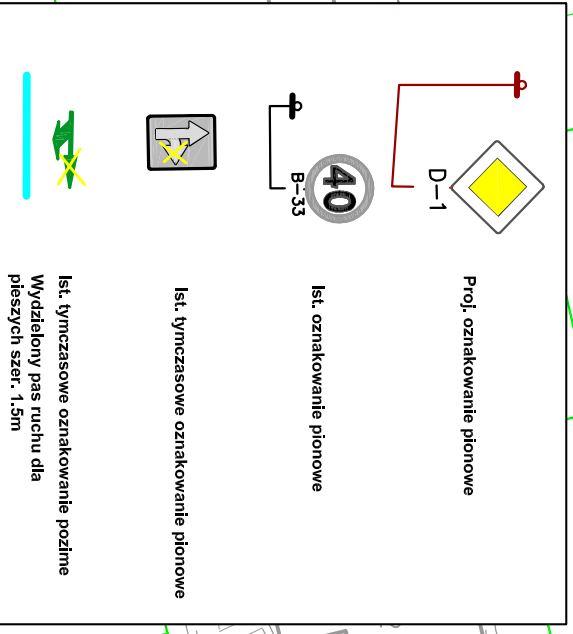 D-1
Proj. oznakowanie pionowe
40
B-33
Ist. oznakowanie pionowe
Ist. tymczasowe oznakowanie pionowe
Ist. tymczasowe oznakowanie pozime
Wydzielony pas ruchu dla
pieszych szer. 1.5m